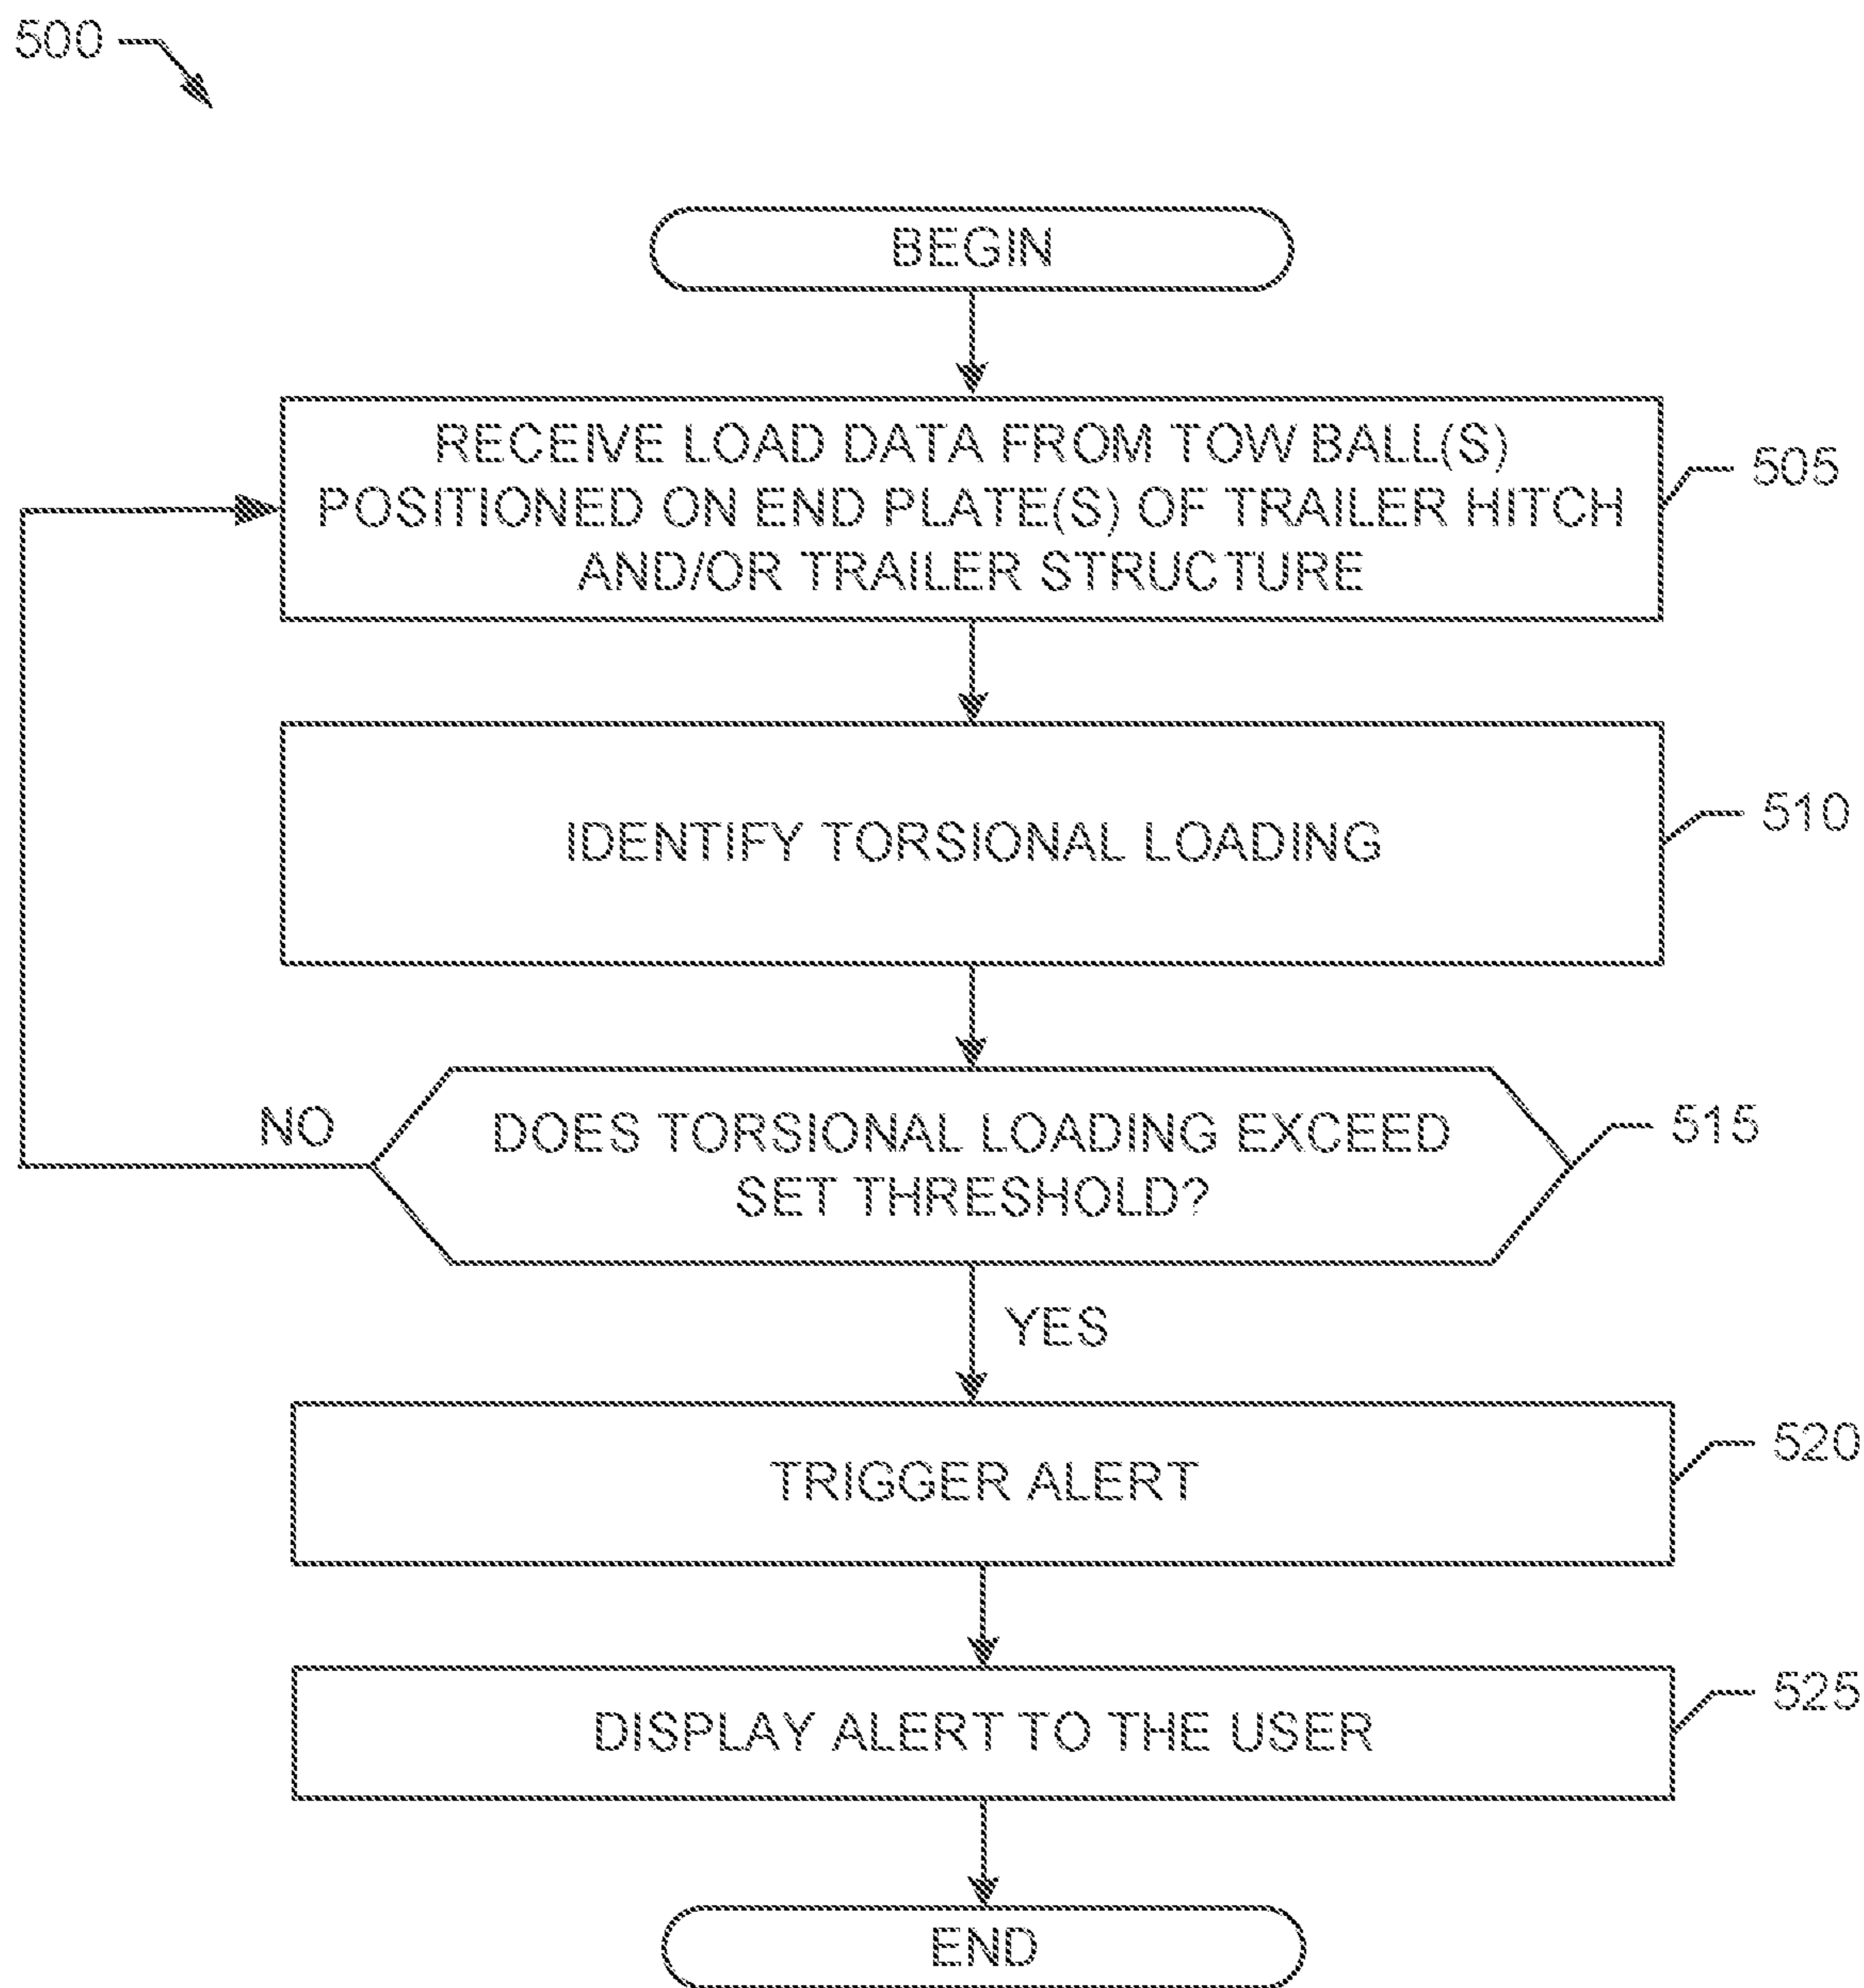 500
BEGIN
RECEIVE LOAD DATA FROM TOW BALL(S)
POSITIONED ON END PLATE(S) OF TRAILER HITCH
AND/OR TRAILER STRUCTURE
505
IDENTIFY TORSIONAL LOADING
510
NO
DOES TORSIONAL LOADING EXCEED
SET THRESHOLD?
515
YES
TRIGGER ALERT
520
DISPLAY ALERT TO THE USER
525
END